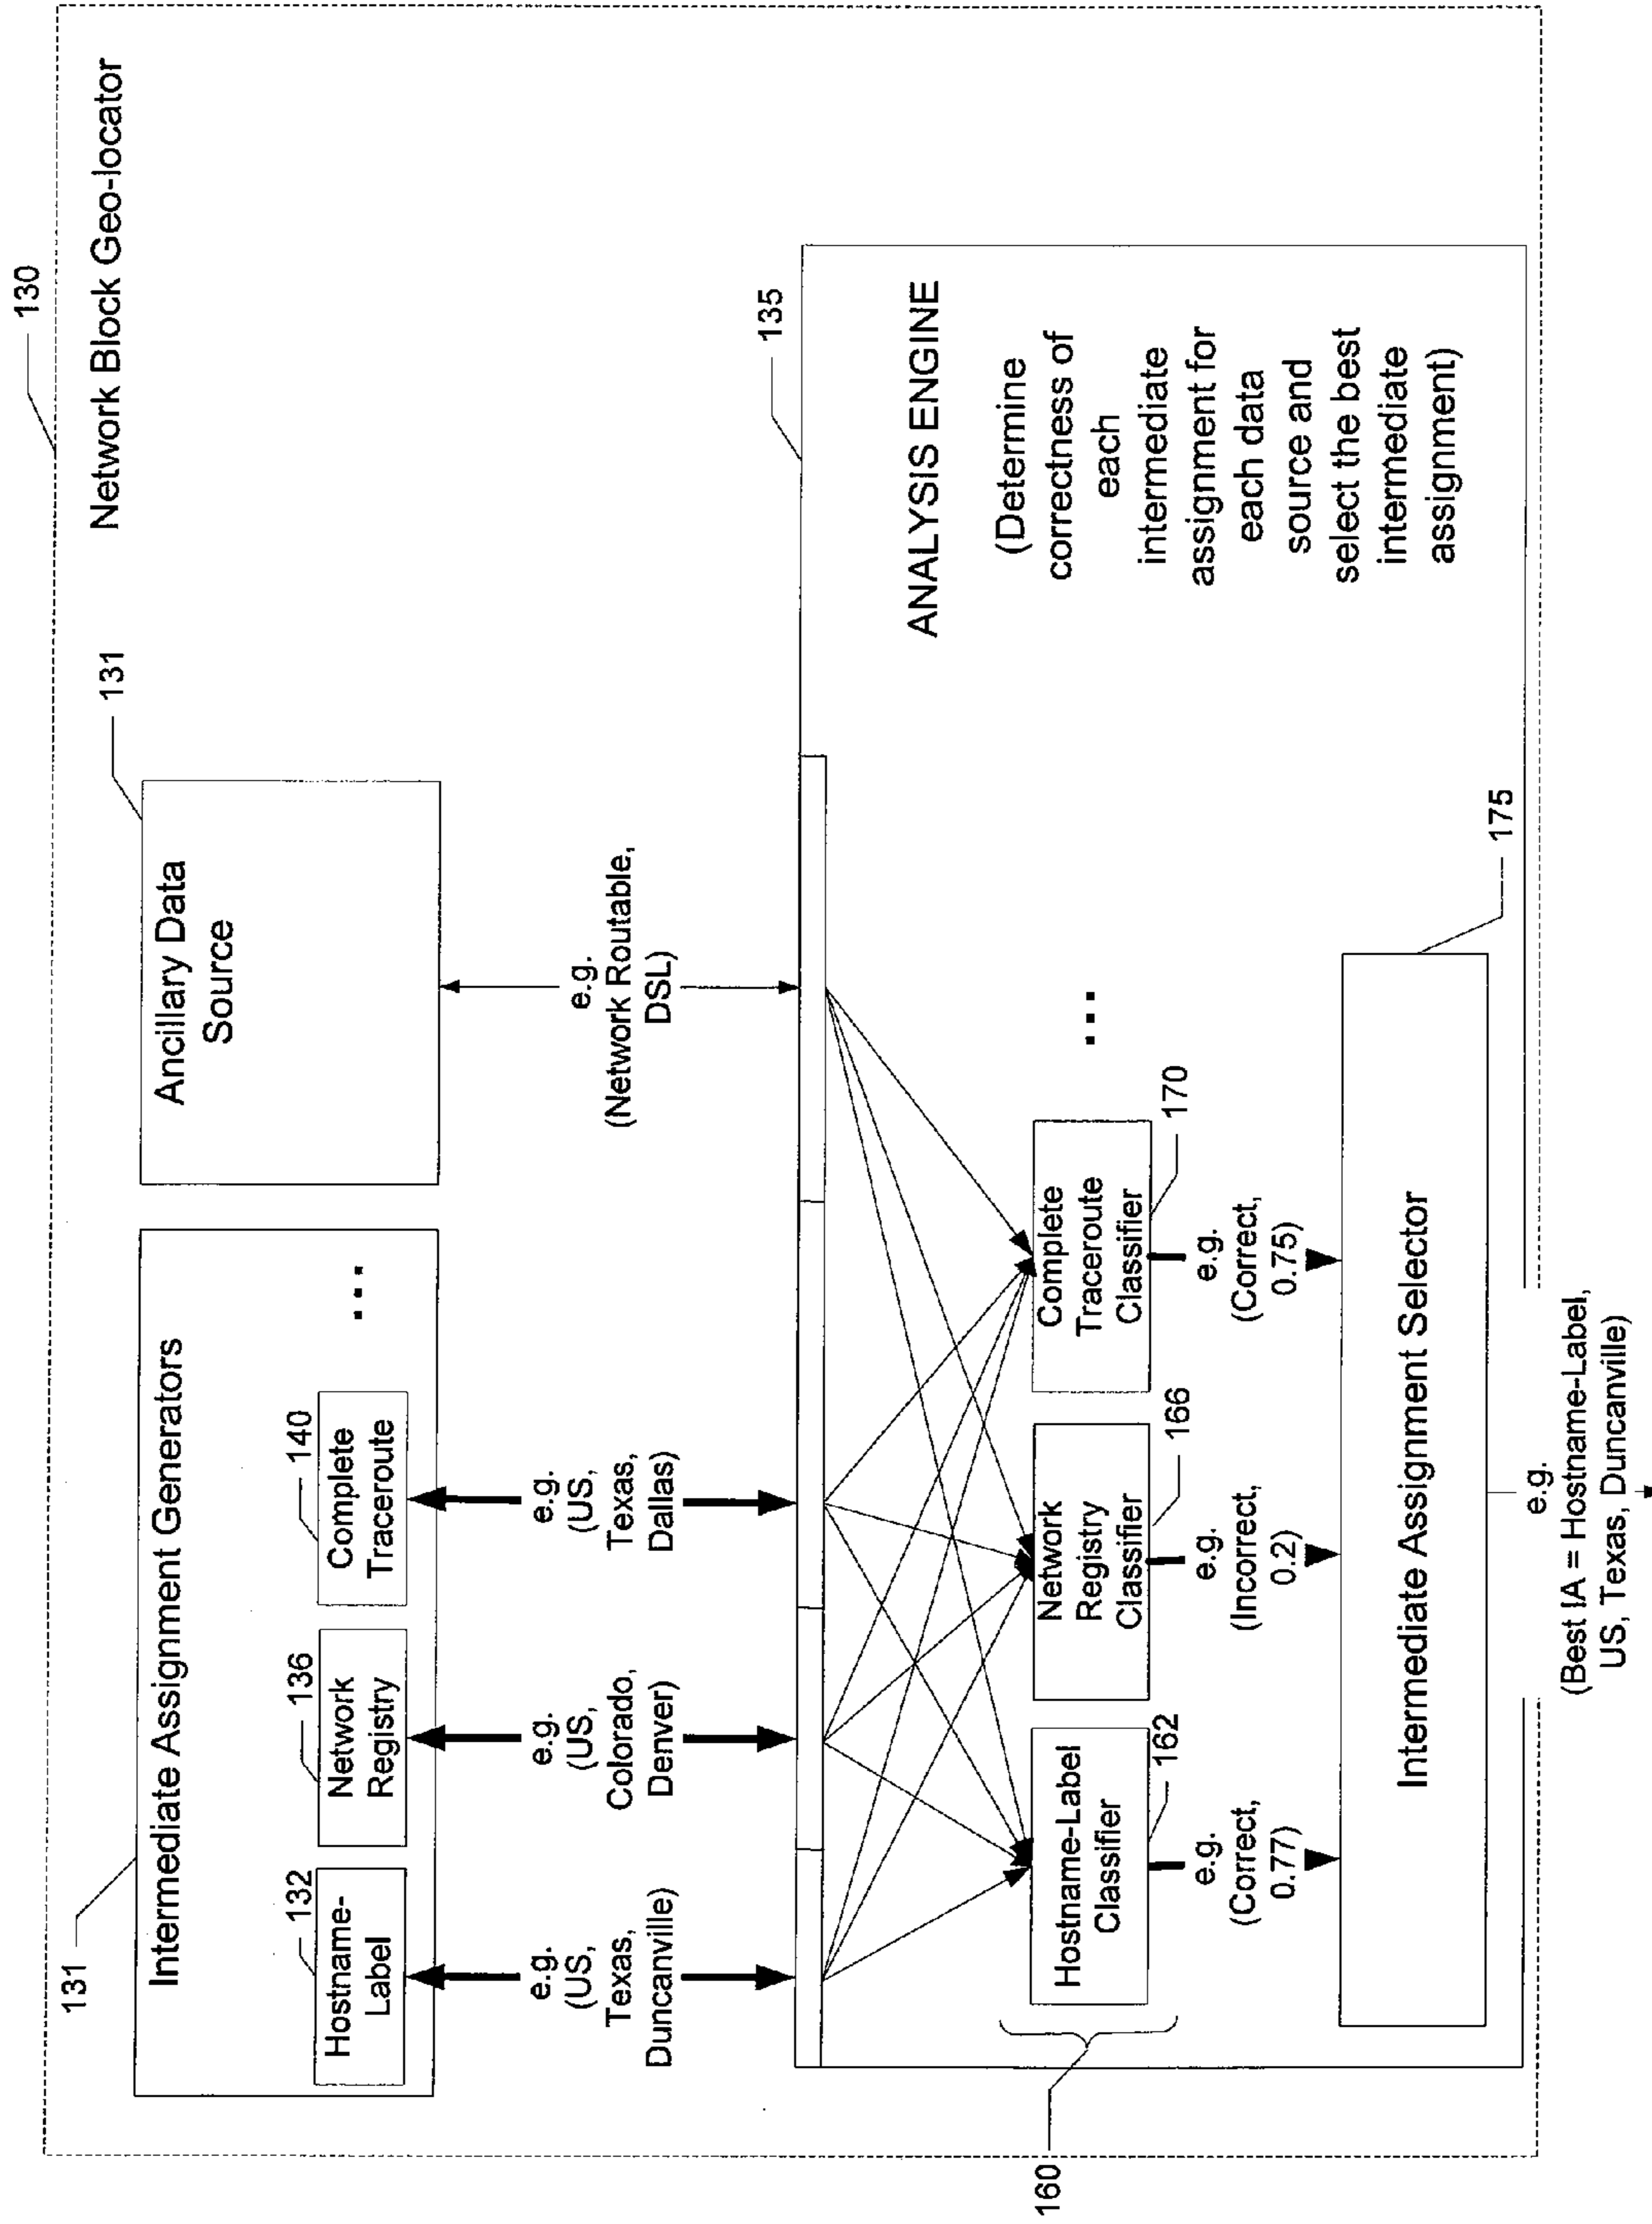 130
Network Block Geo-locator
131
Intermediate Assignment Generators
132
Hostname-
Label
136
Network
Registry
140
Complete
Traceroute
...
131
Ancillary Data
Source
e.g.
(US,
Texas,
Duncanville)
e.g.
(US,
Colorado,
Denver)
e.g.
(US,
Texas,
Dallas)
e.g.
(Network Routable,
DSL)
135
ANALYSIS ENGINE
(Determine
correctness of
each
intermediate
assignment for
each data
source and
select the best
intermediate
assignment)
160
Hostname-Label
Classifier
162
Network
Registry
Classifier
166
Complete
Traceroute
Classifier
170
...
e.g.
(Correct,
0.77)
e.g.
(Incorrect,
0.2)
e.g.
(Correct,
0.75)
175
Intermediate Assignment Selector
e.g.
(Best IA = Hostname-Label,
US, Texas, Duncanville)